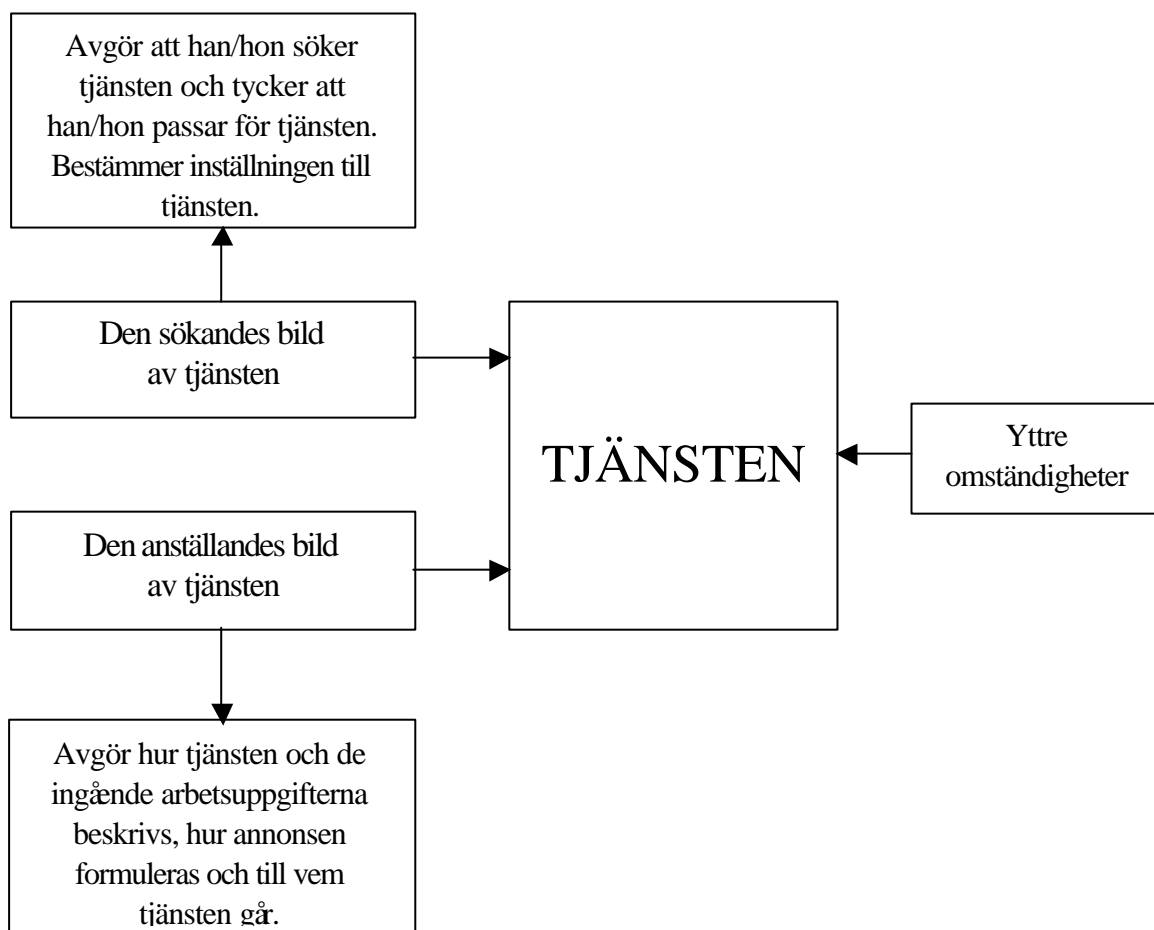 Avgör att han/hon söker
tjänsten och tycker att
han/hon passar för tjänsten.
Bestämmer inställningen till
tjänsten.
Den sökandes bild
av tjänsten
TJÄNSTEN
Yttre
omständigheter
Den anställandes bild
av tjänsten
Avgör hur tjänsten och de
ingående arbetsuppgifterna
beskrivs, hur annonsen
formuleras och till vem
tjänsten går.